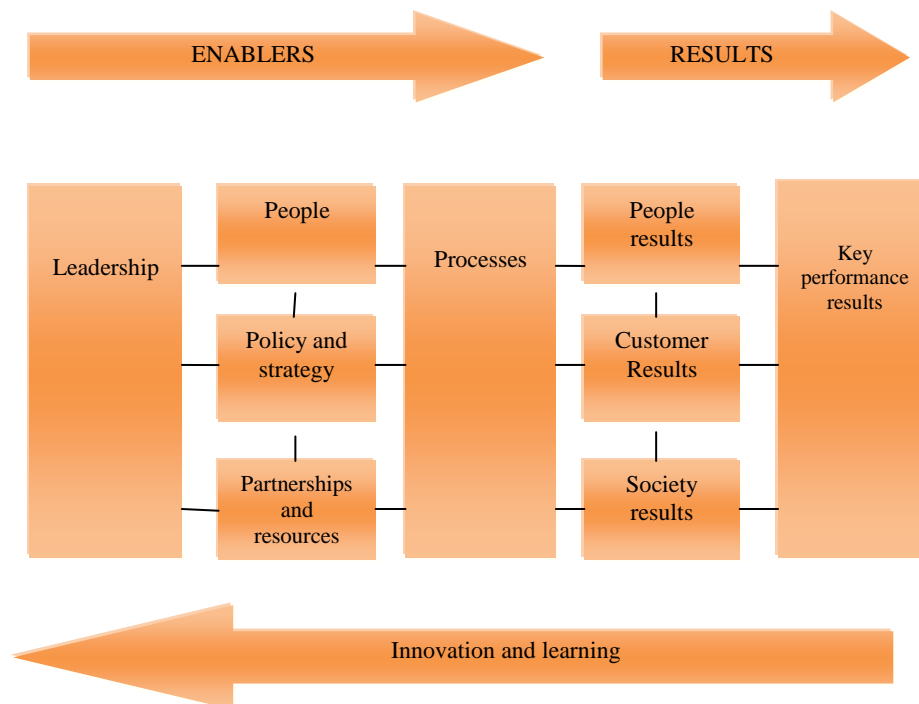 ENABLERS
RESULTS
Leadership
People
Policy and
strategy
Partnerships
and
resources
Processes
People
results
Customer
Results
Society
results
Key
performance
results
Innovation and learning